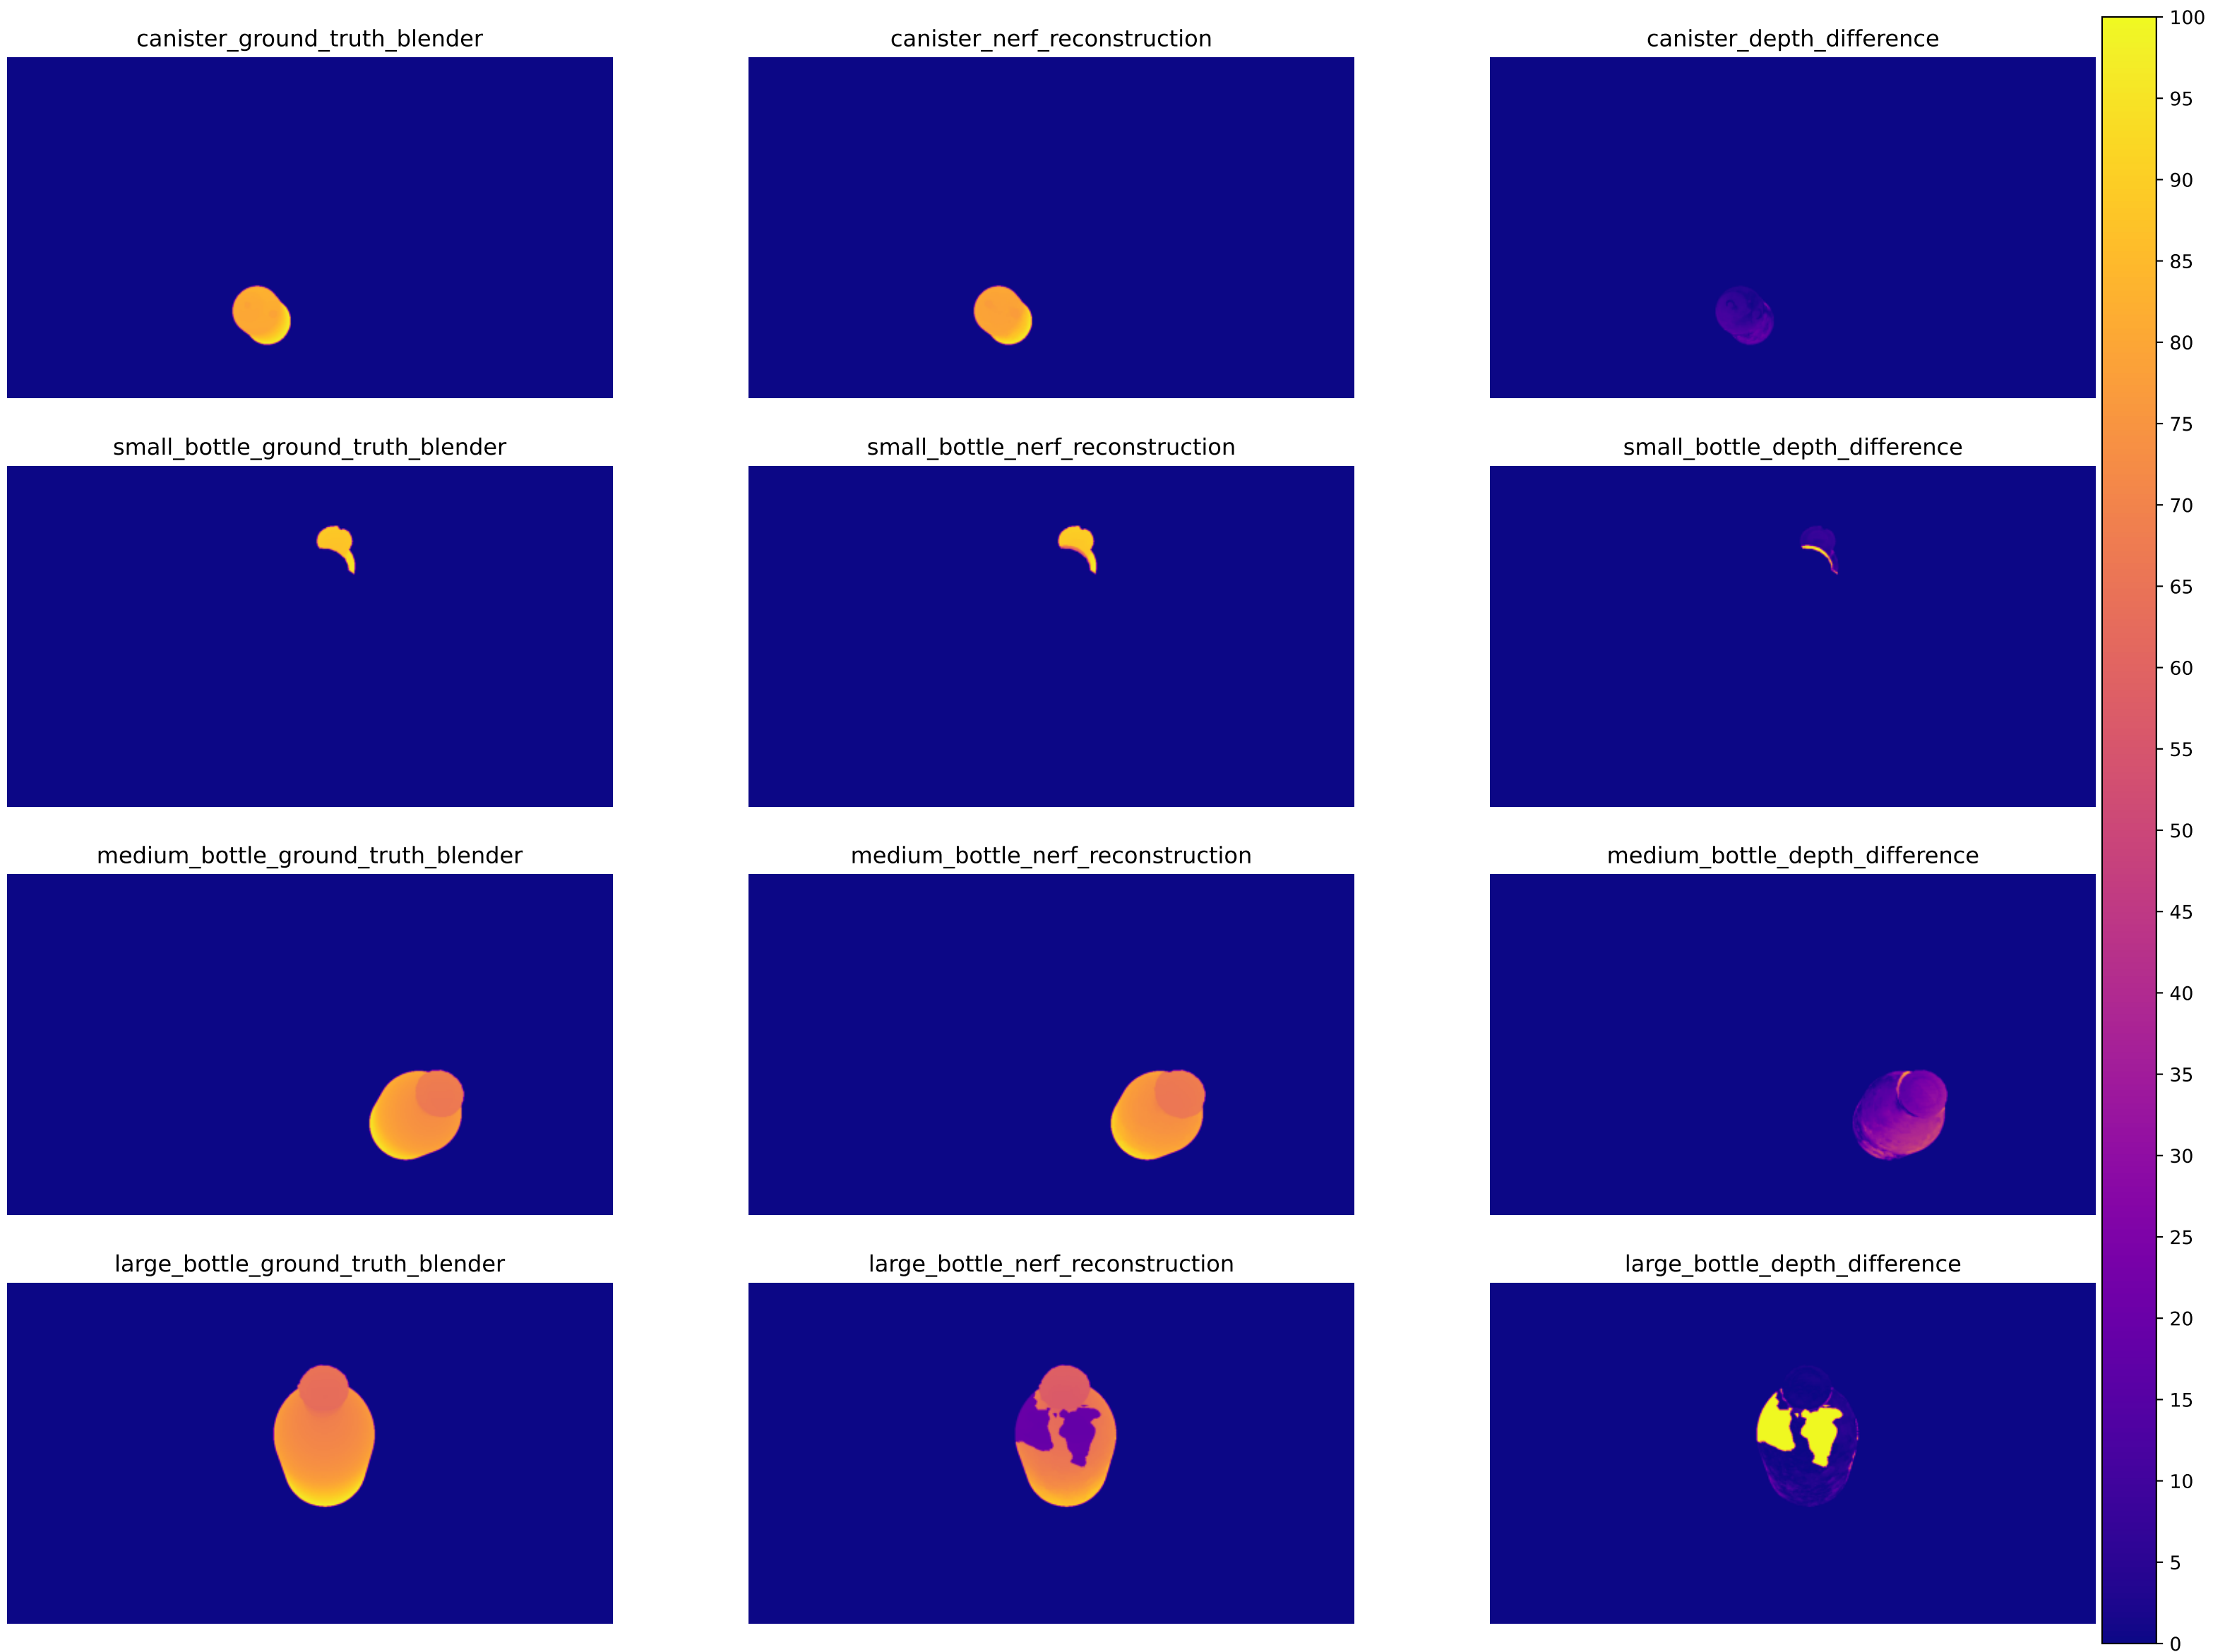 canister_ground_truth_blender
canister_nerf_reconstruction
canister_depth_difference
small_bottle_ground_truth_blender
small_bottle_nerf_reconstruction
small_bottle_depth_difference
medium_bottle_ground_truth_blender
medium_bottle_nerf_reconstruction
medium_bottle_depth_difference
large_bottle_ground_truth_blender
large_bottle_nerf_reconstruction
large_bottle_depth_difference
100
95
90
85
80
75
70
65
60
55
50
45
40
35
30
25
20
15
10
5
0